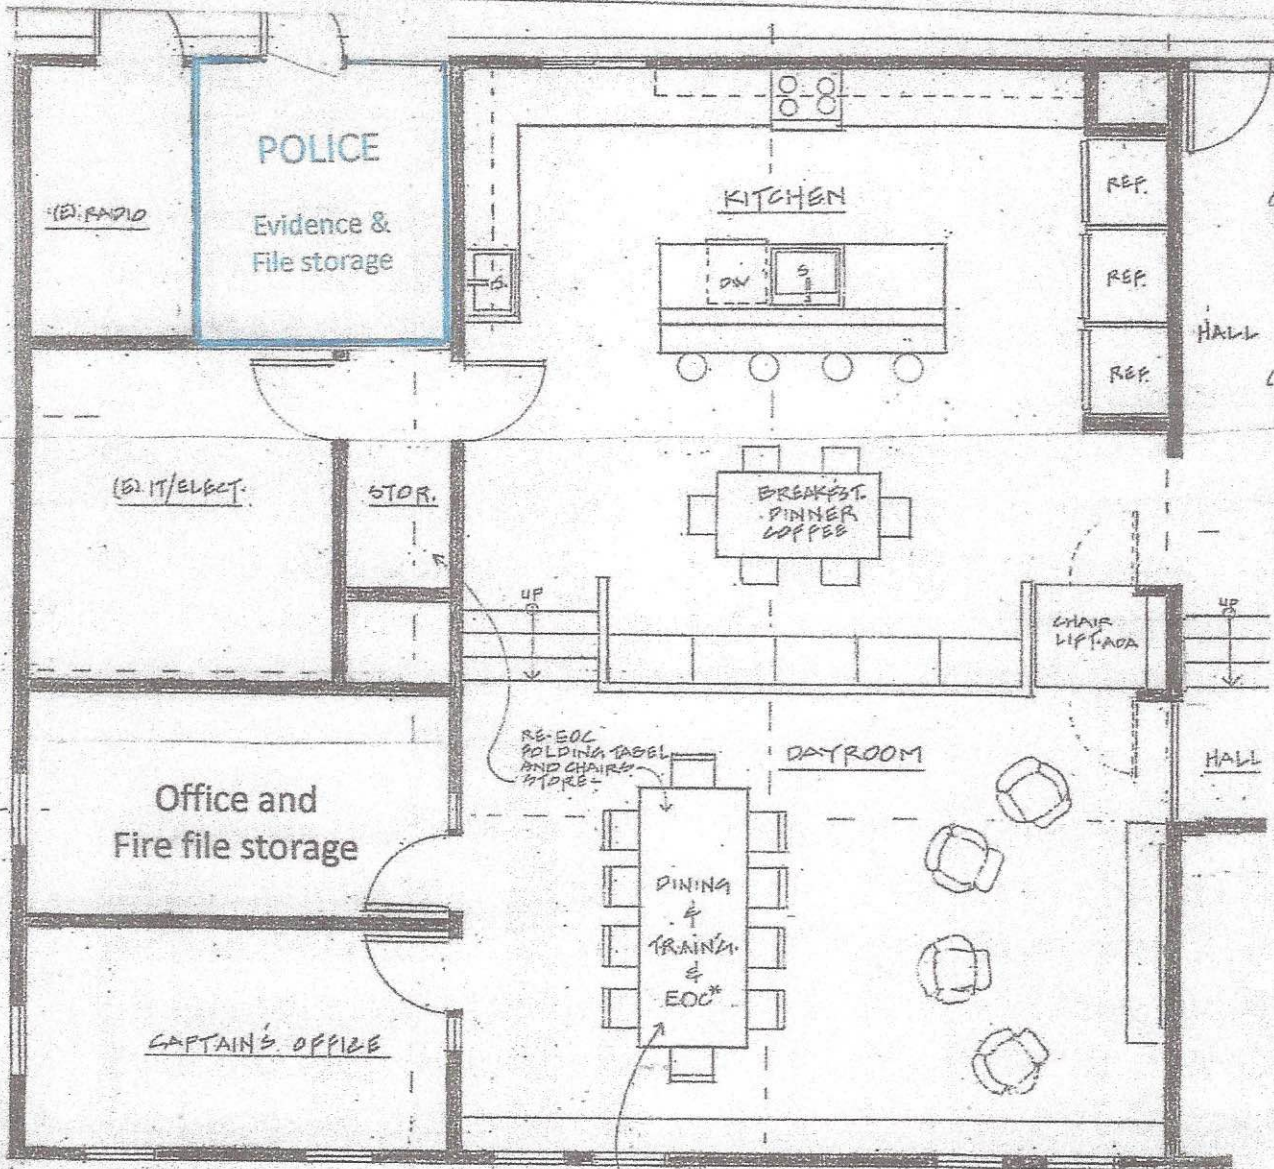 POLICE
Evidence &
File storage
(E) RADIO
KITCHEN
REF.
DW
S
S
REF.
HALL
REF.
(E) IT/ELECT.
STOR.
BREAKFST.
DINNER
COFFEE
UP
CHAIR
LIFT-ADA
UP
RE-EOC
FOLDING TABEL
AND CHAIRS
STORE-
DAYROOM
HALL
Office and
Fire file storage
DINING
&
TRAIN'G.
&
EOC*
CAPTAIN'S OFFICE